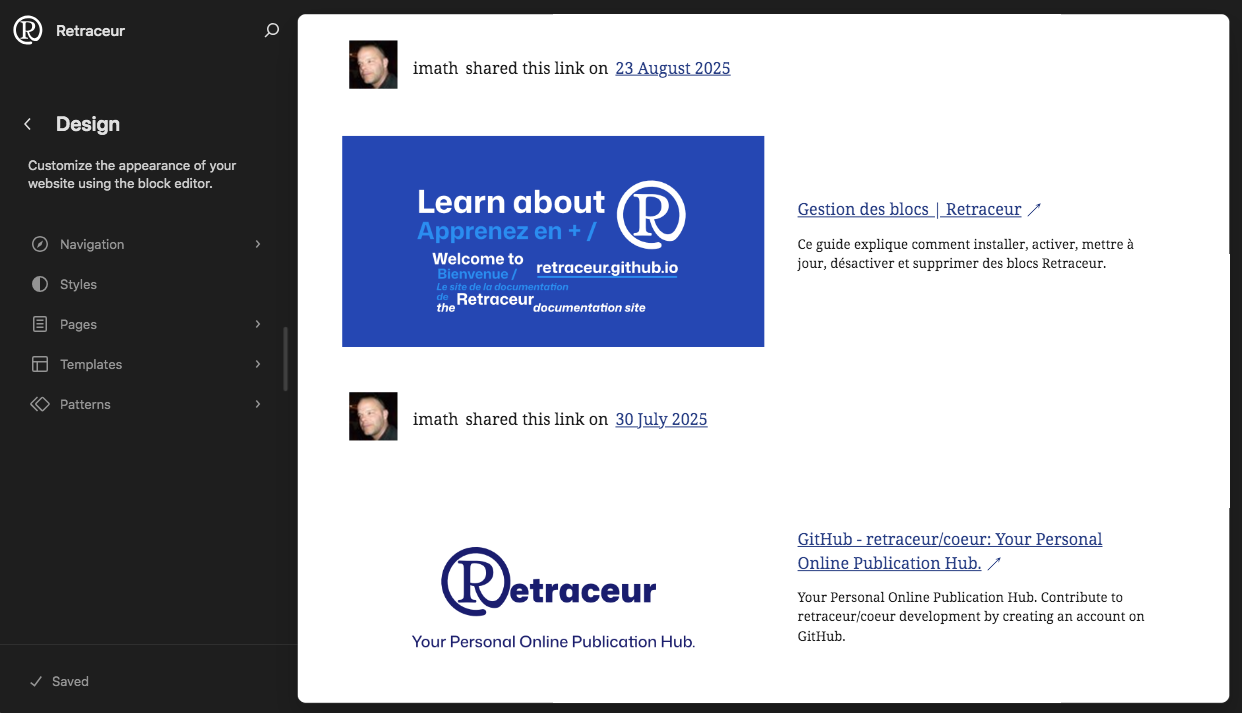 Retraceur
Design
Customize the appearance of your
website using the block editor.
Navigation
Styles
Pages
Templates
Patterns
Saved
imath shared this link on 23 August 2025
Learn about
Apprenez en + /
Welcome to
Bienvenue / retraceur.github.io
Le site de la documentation
de
the Retraceur documentation site
Gestion des blocs | Retraceur
Ce guide explique comment installer, activer, mettre à
jour, désactiver et supprimer des blocs Retraceur.
imath shared this link on 30 July 2025
Retraceur
Your Personal Online Publication Hub.
GitHub - retraceur/coeur: Your Personal
Online Publication Hub.
Your Personal Online Publication Hub. Contribute to
retraceur/coeur development by creating an account on
GitHub.